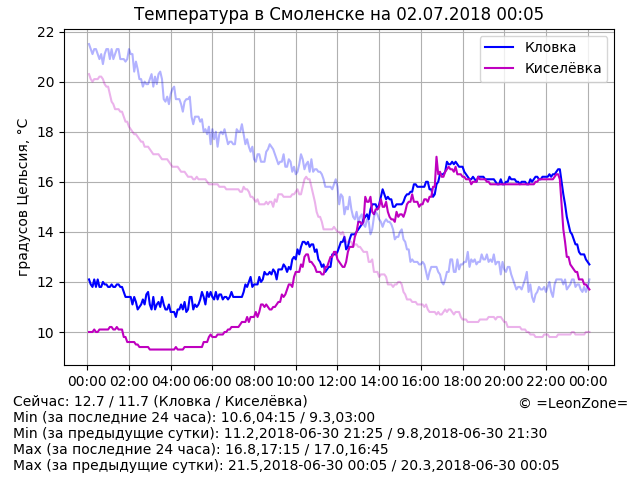 Температура в Смоленске на 02.07.2018 00:05
22
20
18
16
14
12
10
градусов Цельсия, °C
Кловка
Киселёвка
00:00 02:00 04:00 06:00 08:00 10:00 12:00 14:00 16:00 18:00 20:00 22:00 00:00
Сейчас: 12.7 / 11.7 (Кловка / Киселёвка)
© =LeonZone=
Min (за последние 24 часа): 10.6,04:15 / 9.3,03:00
Min (за предыдущие сутки): 11.2,2018-06-30 21:25 / 9.8,2018-06-30 21:30
Max (за последние 24 часа): 16.8,17:15 / 17.0,16:45
Max (за предыдущие сутки): 21.5,2018-06-30 00:05 / 20.3,2018-06-30 00:05